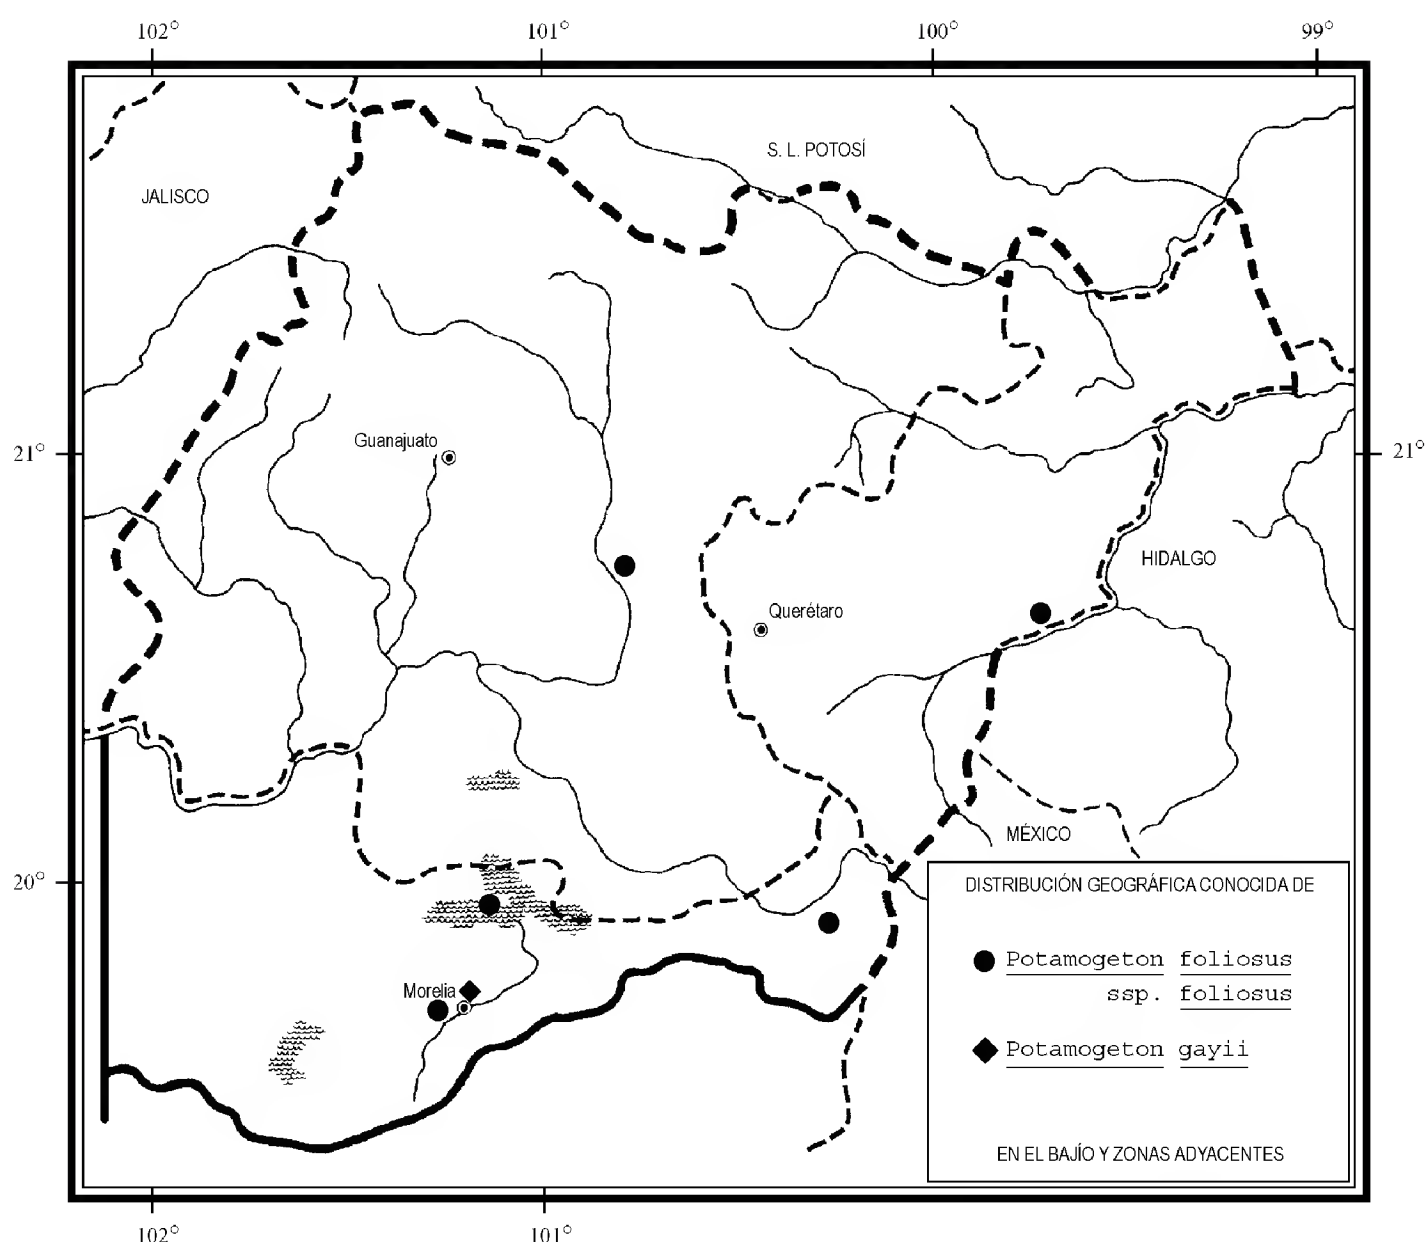 102° 101° 100° 99°
S. L. POTOSÍ
JALISCO
Guanajuato
21° 21°
HIDALGO
Querétaro
MÉXICO
20°
DISTRIBUCIÓN GEOGRÁFICA CONOCIDA DE
Potamogeton foliosus
ssp. foliosus
Morelia
Potamogeton gayii
EN EL BAJÍO Y ZONAS ADYACENTES
102° 101°